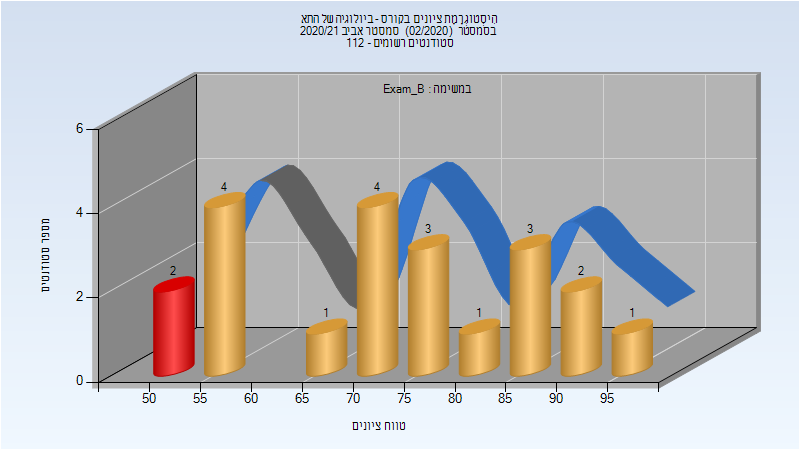 היסטוגרמת ציונים בקורס - ביולוגיה של התא
בסמסטר (02/2020) סמסטר אביב 2020/21
סטודנטים רשומים - 112
במשימה : Exam_B
מספר סטודנטים
6
4
2
0
2
4
1
4
3
1
3
2
1
50 55 60 65 70 75 80 85 90 95
טווח ציונים